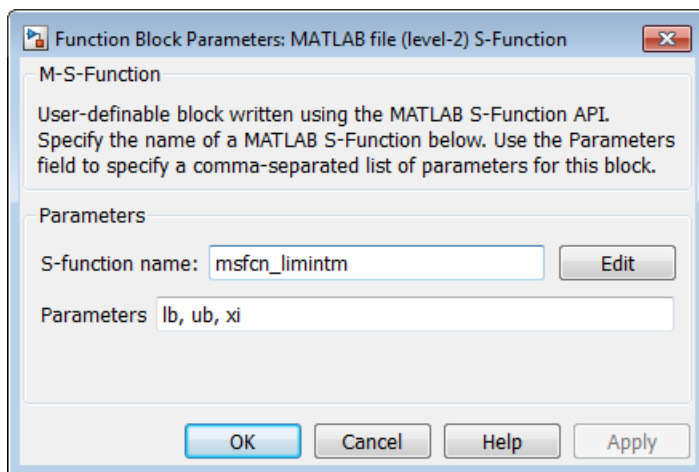 Function Block Parameters: MATLAB file (level-2) S-Function
M-S-Function
User-definable block written using the MATLAB S-Function API.
Specify the name of a MATLAB S-Function below. Use the Parameters
field to specify a comma-separated list of parameters for this block.
Parameters
S-function name: msfcn_limintm Edit
Parameters lb, ub, xi
OK Cancel Help Apply